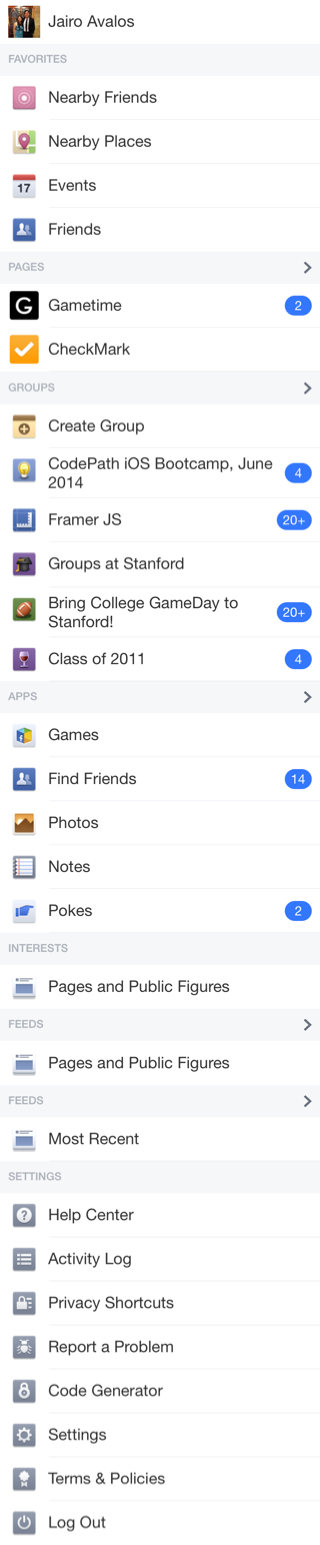 Jairo Avalos
FAVORITES
Nearby Friends
Nearby Places
17
Events
Friends
PAGES
G
Gametime
2
CheckMark
GROUPS
Create Group
CodePath iOS Bootcamp, June
2014
4
Framer JS
20+
Groups at Stanford
Bring College GameDay to
Stanford!
20+
Class of 2011
4
APPS
Games
Find Friends
14
Photos
Notes
Pokes
2
INTERESTS
Pages and Public Figures
FEEDS
Pages and Public Figures
FEEDS
Most Recent
SETTINGS
?
Help Center
Activity Log
Privacy Shortcuts
Report a Problem
Code Generator
Settings
Terms & Policies
Log Out